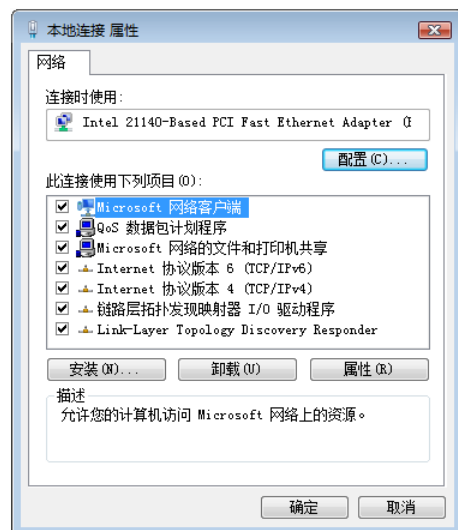 本地连接 属性
网络
连接时使用:
Intel 21140-Based PCI Fast Ethernet Adapter (
配置(C)...
此连接使用下列项目(O):
Microsoft 网络客户端
QoS 数据包计划程序
Microsoft 网络的文件和打印机共享
Internet 协议版本 6 (TCP/IPv6)
Internet 协议版本 4 (TCP/IPv4)
链路层拓扑发现映射器 I/O 驱动程序
Link-Layer Topology Discovery Responder
安装(N)... 卸载(U) 属性(R)
描述
允许您的计算机访问 Microsoft 网络上的资源。
确定 取消